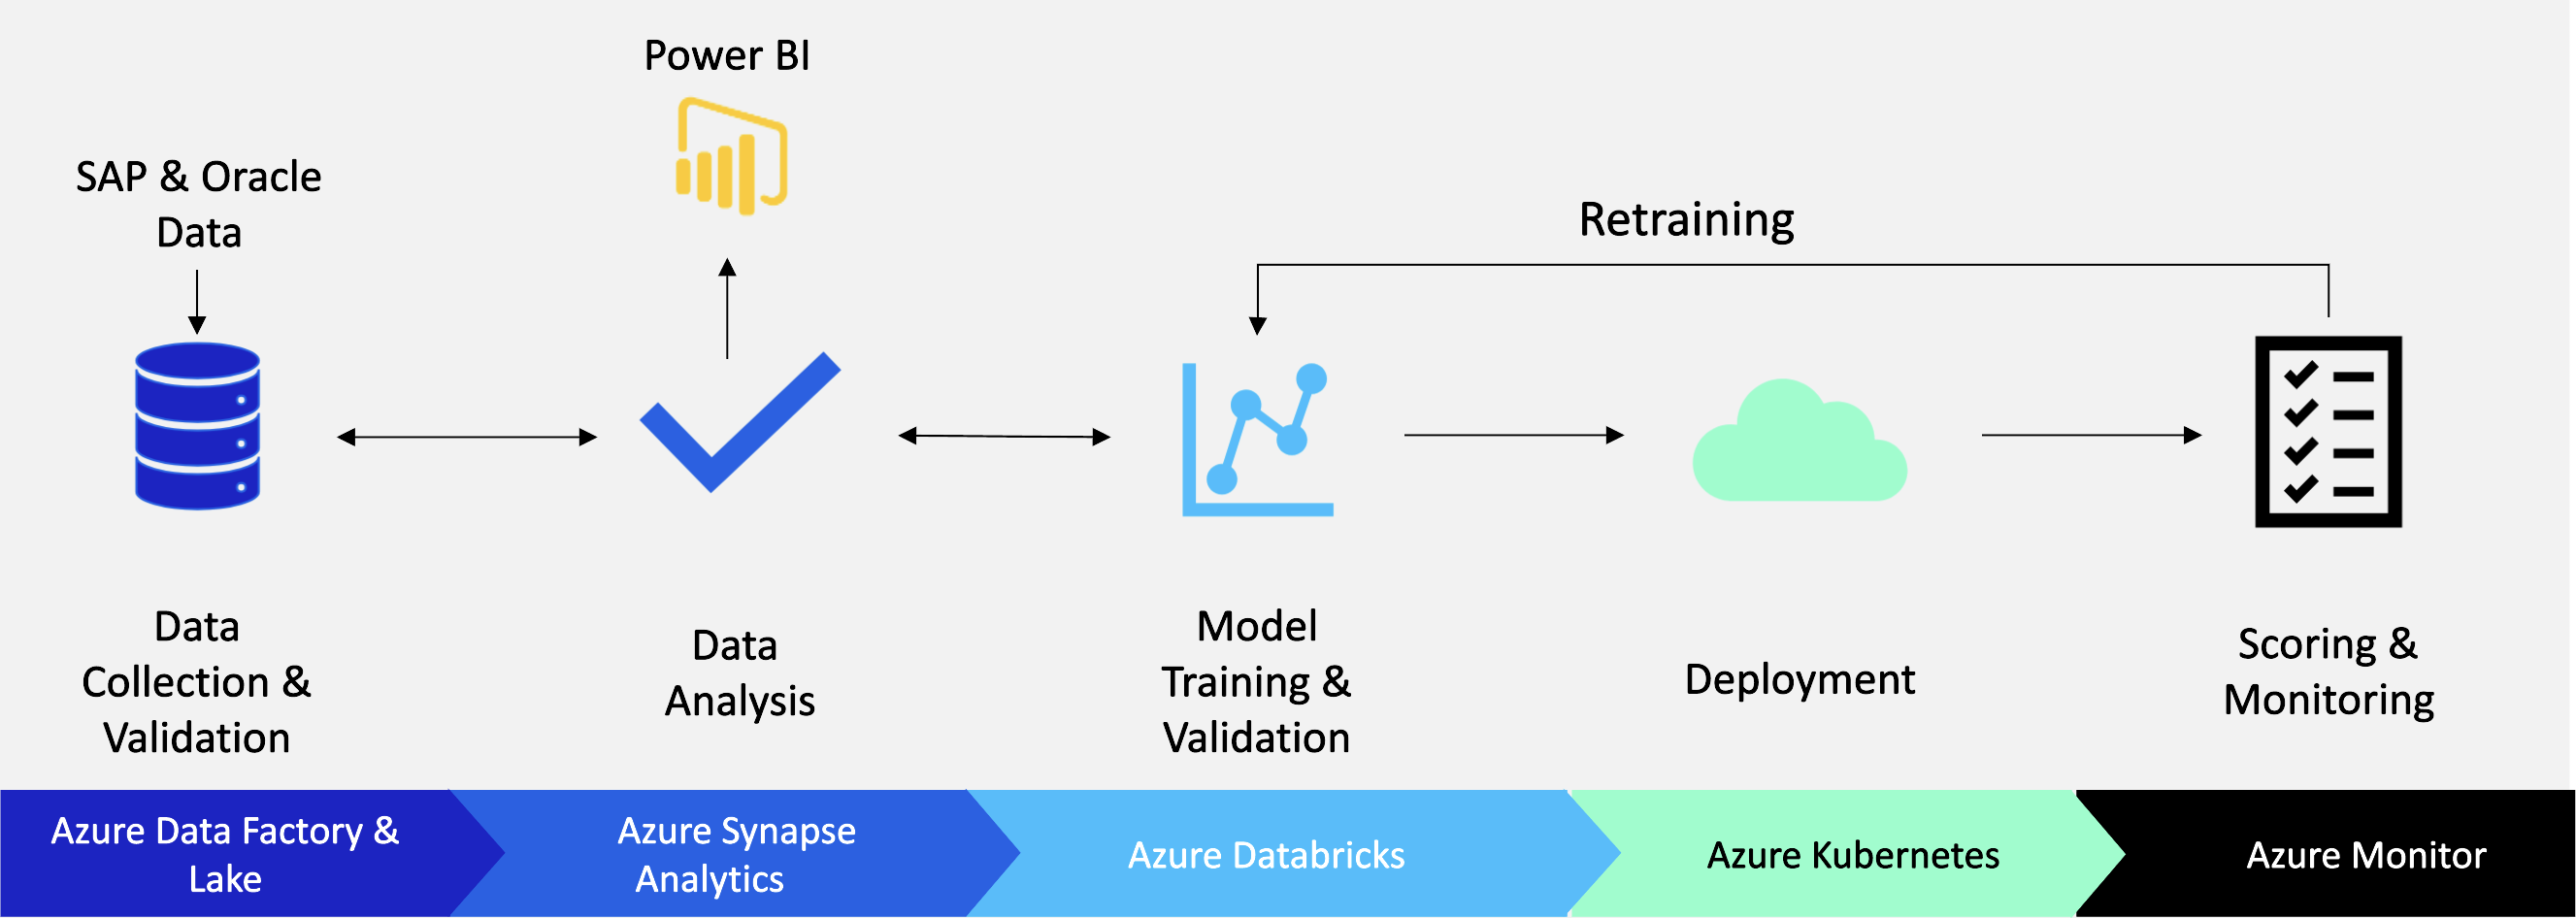 Power BI
SAP & Oracle
Data
Retraining
Data
Collection &
Validation
Data
Analysis
Model
Training &
Validation
Deployment
Scoring &
Monitoring
Azure Data Factory &
Lake
Azure Synapse
Analytics
Azure Databricks
Azure Kubernetes
Azure Monitor